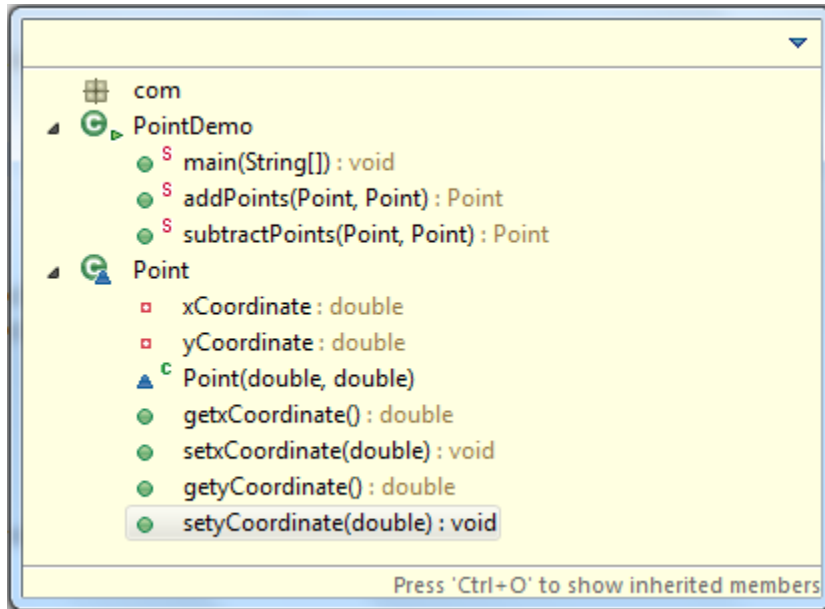 com
PointDemo
S main(String[]) : void
S addPoints(Point, Point) : Point
S subtractPoints(Point, Point) : Point
Point
xCoordinate : double
yCoordinate : double
C Point(double, double)
getxCoordinate() : double
setxCoordinate(double) : void
getyCoordinate() : double
setyCoordinate(double) : void
Press 'Ctrl+O' to show inherited members